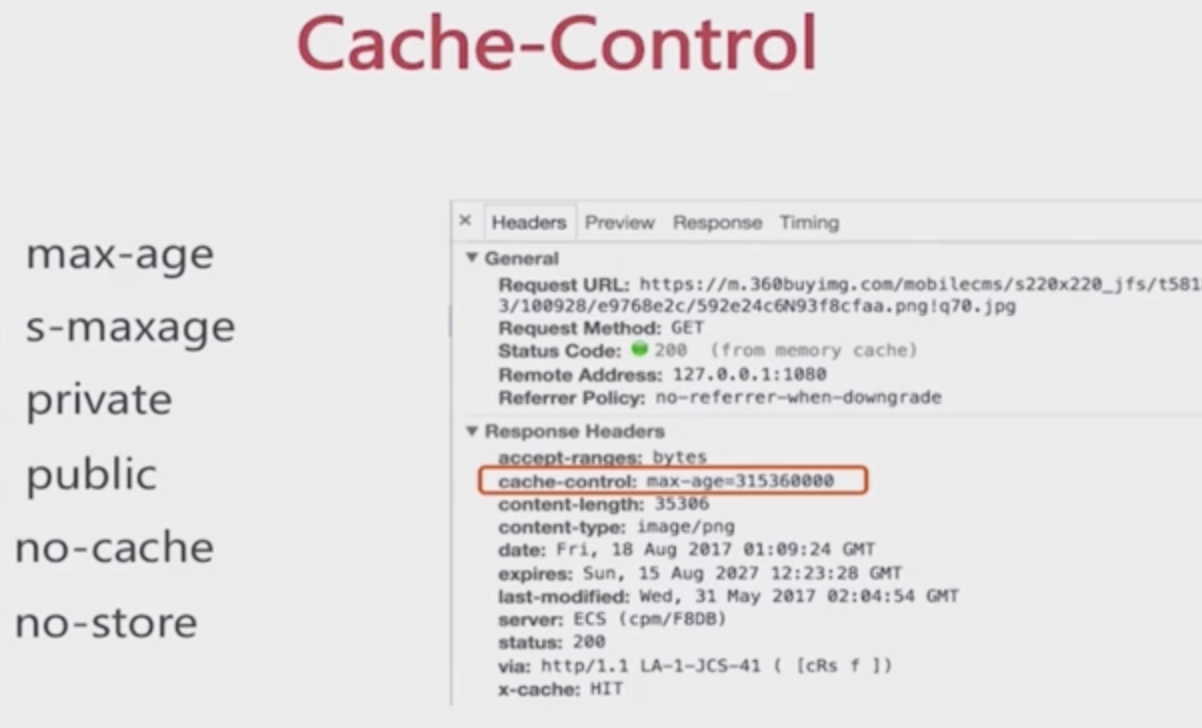 Cache-Control
max-age
s-maxage
private
public
no-cache
no-store
× Headers Preview Response Timing
▼ General
Request URL: https://m.360buyimg.com/mobilecms/s220x220_jfs/t581
3/100928/e9768e2c/592e24c6N93f8cfaa.png!q70.jpg
Request Method: GET
Status Code: 200 (from memory cache)
Remote Address: 127.0.0.1:1080
Referrer Policy: no-referrer-when-downgrade
▼ Response Headers
accept-ranges: bytes
cache-control: max-age=315360000
content-length: 35306
content-type: image/png
date: Fri, 18 Aug 2017 01:09:24 GMT
expires: Sun, 15 Aug 2027 12:23:28 GMT
last-modified: Wed, 31 May 2017 02:04:54 GMT
server: ECS (cpm/F8DB)
status: 200
via: http/1.1 LA-1-JCS-41 ( [cRs f ])
x-cache: HIT